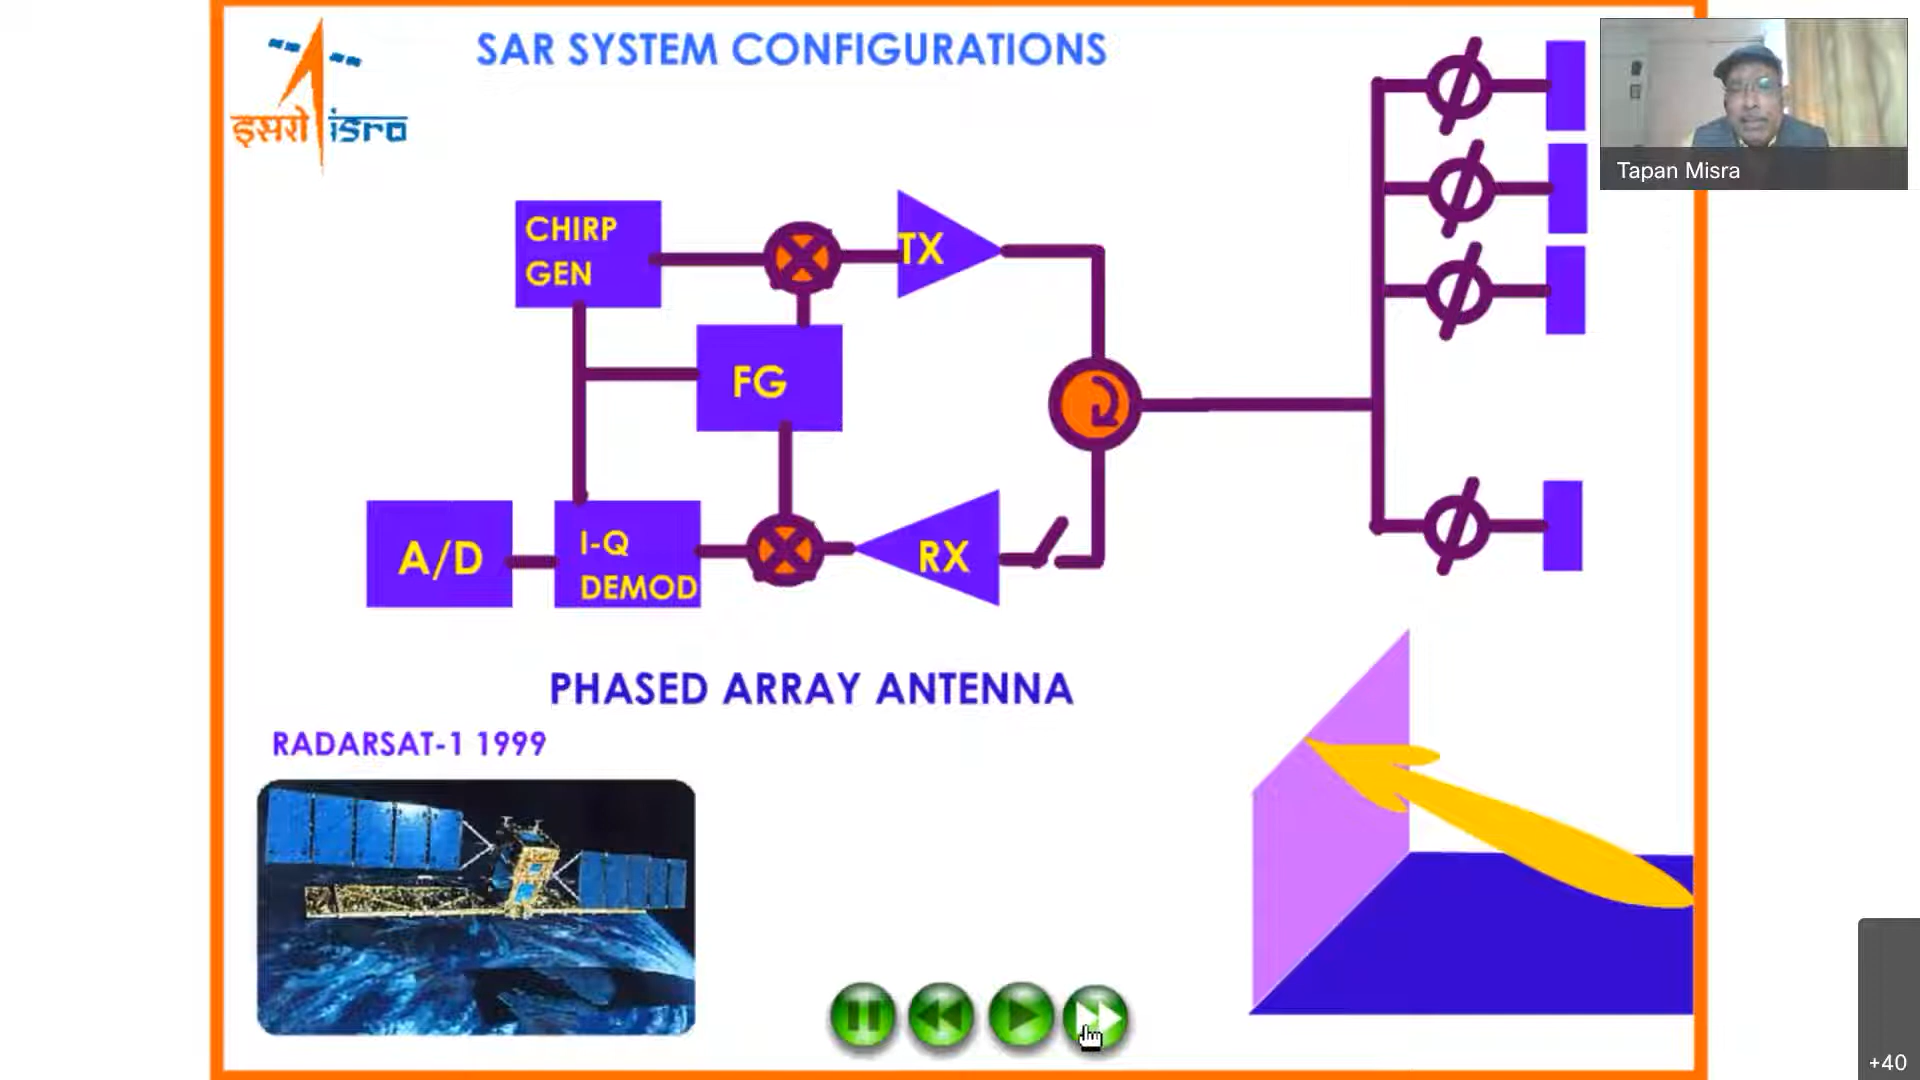 SAR SYSTEM CONFIGURATIONS
इसरो isro
Tapan Misra
CHIRP
GEN
TX
FG
A/D
I-Q
DEMOD
RX
PHASED ARRAY ANTENNA
RADARSAT-1 1999
+40